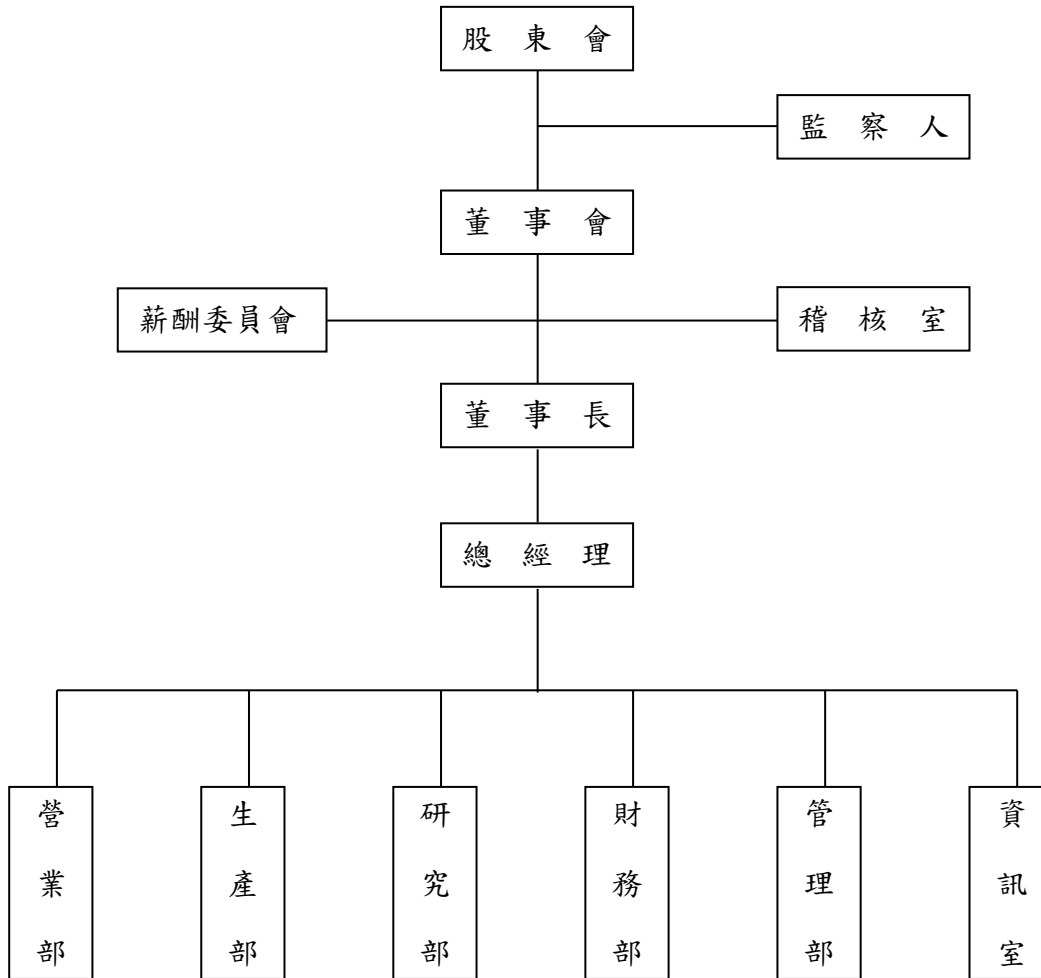 股東會
監察人
董事會
薪酬委員會
稽核室
董事長
總經理
營業部
生產部
研究部
財務部
管理部
資訊室